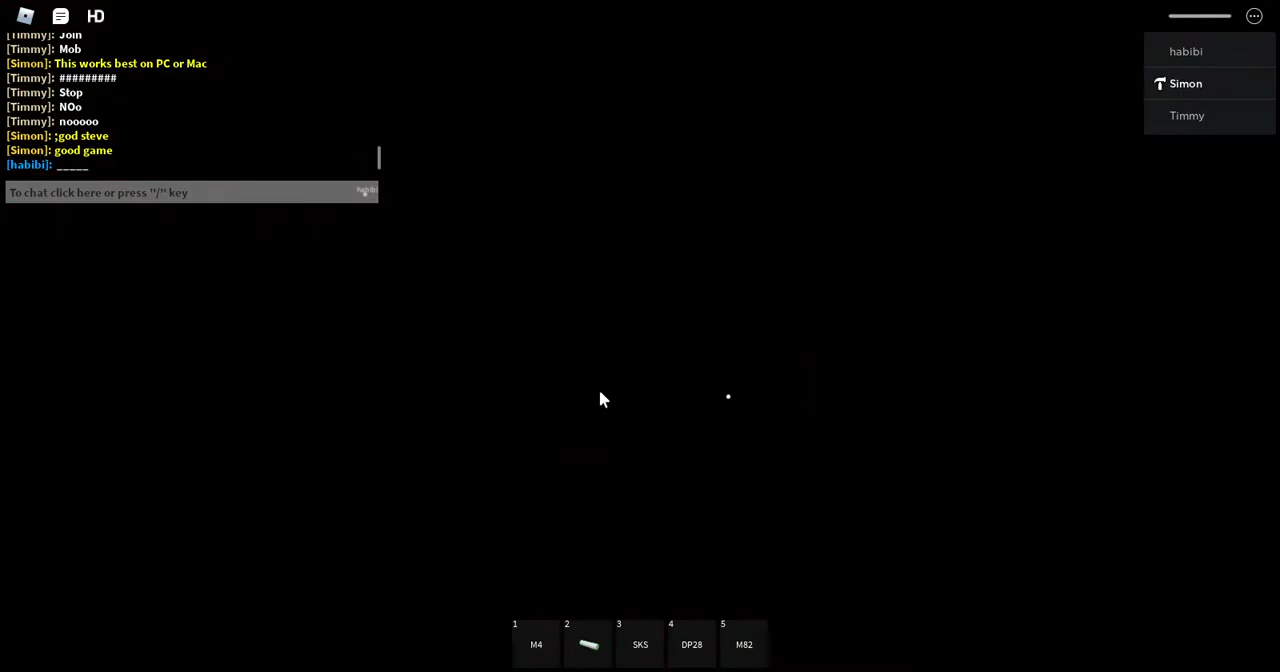 HD
[Timmy]: Join
[Timmy]: Mob
[Simon]: This works best on PC or Mac
[Timmy]: #########
[Timmy]: Stop
[Timmy]: NOo
[Timmy]: nooooo
[Simon]: ;god steve
[Simon]: good game
[habibi]: _____
To chat click here or press "/" key
habibi
habibi
Simon
Timmy
1 2 3 4 5
M4 SKS DP28 M82